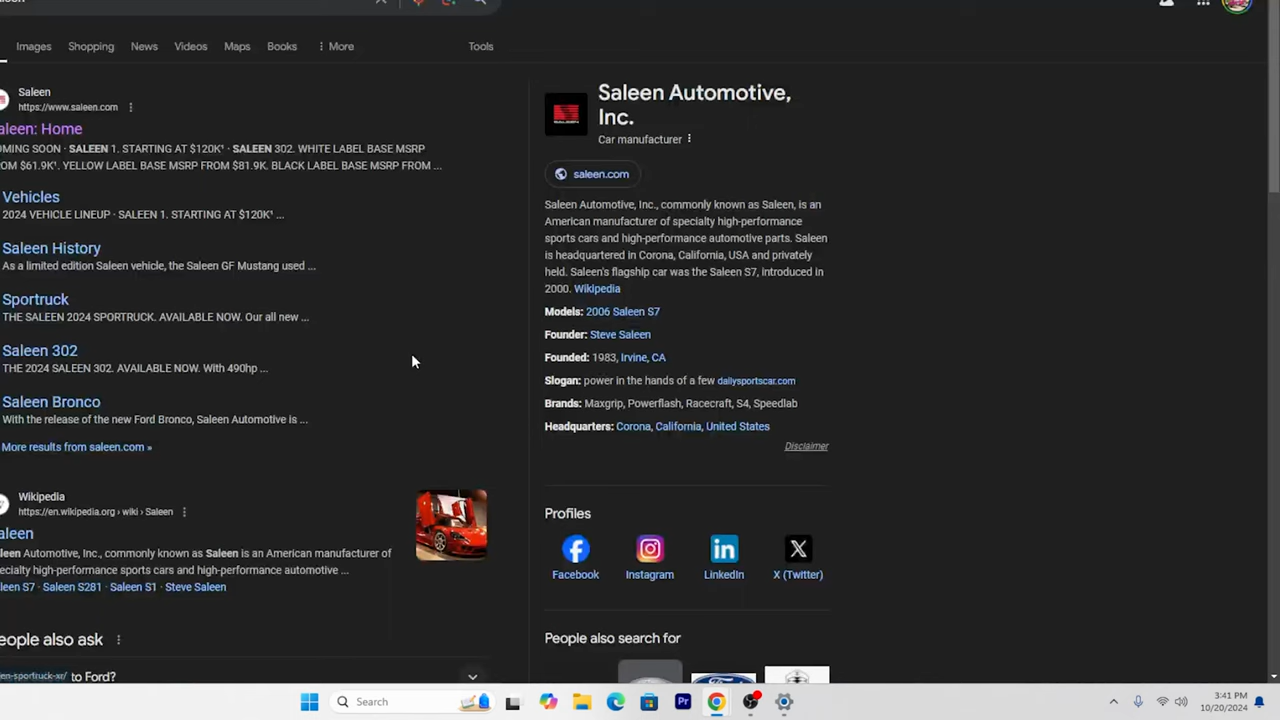 Images Shopping News Videos Maps Books More Tools
Saleen
https://www.saleen.com
aleen: Home
OMING SOON · SALEEN 1. STARTING AT $120K¹ · SALEEN 302. WHITE LABEL BASE MSRP
OM $61.9K¹. YELLOW LABEL BASE MSRP FROM $81.9K. BLACK LABEL BASE MSRP FROM ...
Vehicles
2024 VEHICLE LINEUP · SALEEN 1. STARTING AT $120K¹ ...
Saleen History
As a limited edition Saleen vehicle, the Saleen GF Mustang used ...
Sportruck
THE SALEEN 2024 SPORTRUCK. AVAILABLE NOW. Our all new ...
Saleen 302
THE 2024 SALEEN 302. AVAILABLE NOW. With 490hp ...
Saleen Bronco
With the release of the new Ford Bronco, Saleen Automotive is ...
More results from saleen.com »
Wikipedia
https://en.wikipedia.org › wiki › Saleen
aleen
leen Automotive, Inc., commonly known as Saleen is an American manufacturer of
ecialty high-performance sports cars and high-performance automotive ...
leen S7 · Saleen S281 · Saleen S1 · Steve Saleen
eople also ask
en-sportruck-xr/ to Ford?
Saleen Automotive,
Inc.
Car manufacturer
saleen.com
Saleen Automotive, Inc., commonly known as Saleen, is an
American manufacturer of specialty high-performance
sports cars and high-performance automotive parts. Saleen
is headquartered in Corona, California, USA and privately
held. Saleen's flagship car was the Saleen S7, introduced in
2000. Wikipedia
Models: 2006 Saleen S7
Founder: Steve Saleen
Founded: 1983, Irvine, CA
Slogan: power in the hands of a few dailysportscar.com
Brands: Maxgrip, Powerflash, Racecraft, S4, Speedlab
Headquarters: Corona, California, United States
Disclaimer
Profiles
Facebook Instagram LinkedIn X (Twitter)
People also search for
Search
3:41 PM
10/20/2024